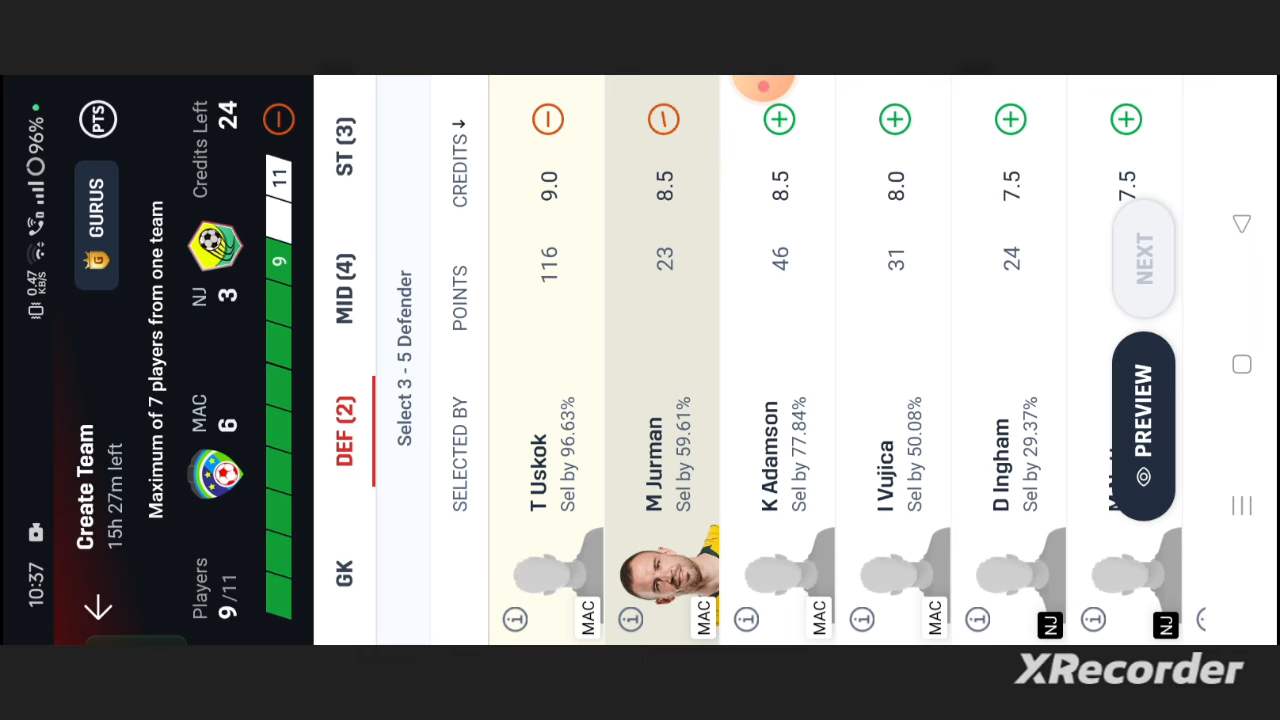 10:37 0.47 KB/S 96%
Create Team
15h 27m left
GURUS
PTS
Maximum of 7 players from one team
Players MAC NJ Credits Left
9/11 6 3 24
9 11
GK DEF (2) MID (4) ST (3)
Select 3 - 5 Defender
SELECTED BY POINTS CREDITS ↓
T Uskok 116 9.0
Sel by 96.63%
MAC
M Jurman 23 8.5
Sel by 59.61%
MAC
K Adamson 46 8.5
Sel by 77.84%
MAC
I Vujica 31 8.0
Sel by 50.08%
MAC
D Ingham 24 7.5
Sel by 29.37%
NJ
7.5
NJ
PREVIEW NEXT
XRecorder